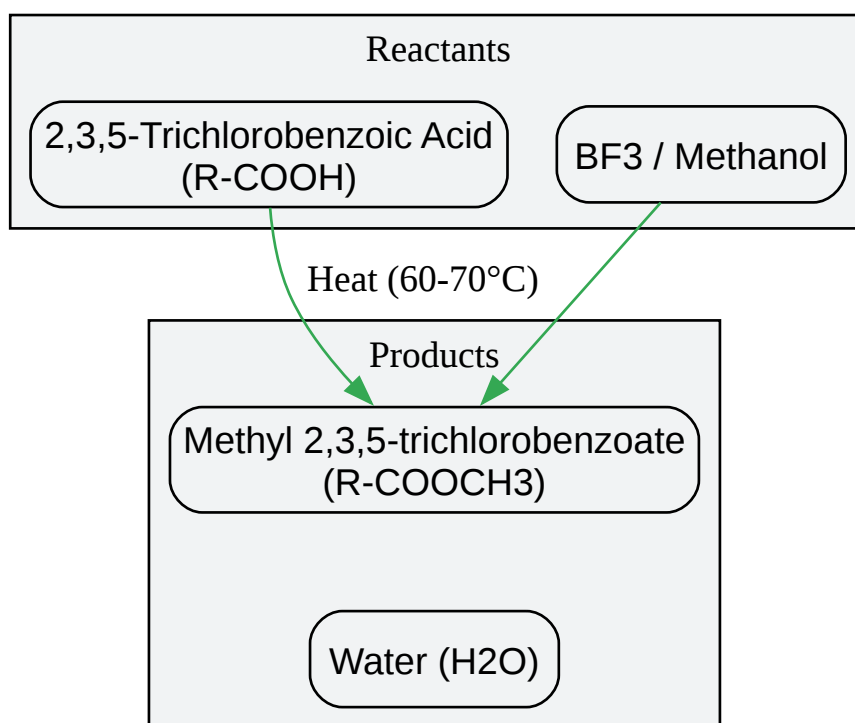 Reactants
2,3,5-Trichlorobenzoic Acid
(R-COOH)
BF3 / Methanol
Heat (60-70°C)
Products
Methyl 2,3,5-trichlorobenzoate
(R-COOCH3)
Water (H2O)